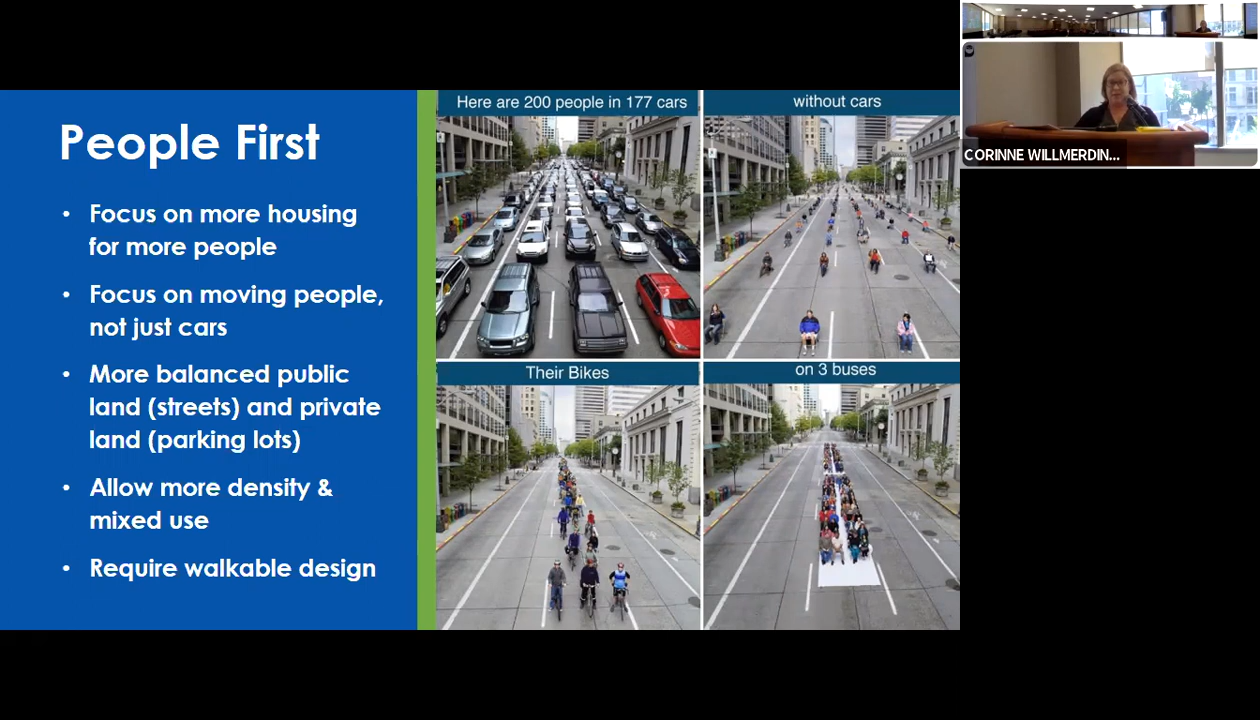 People First
• Focus on more housing
for more people
• Focus on moving people,
not just cars
• More balanced public
land (streets) and private
land (parking lots)
• Allow more density &
mixed use
• Require walkable design
Here are 200 people in 177 cars
without cars
Their Bikes
on 3 buses
CORINNE WILLMERDIN...